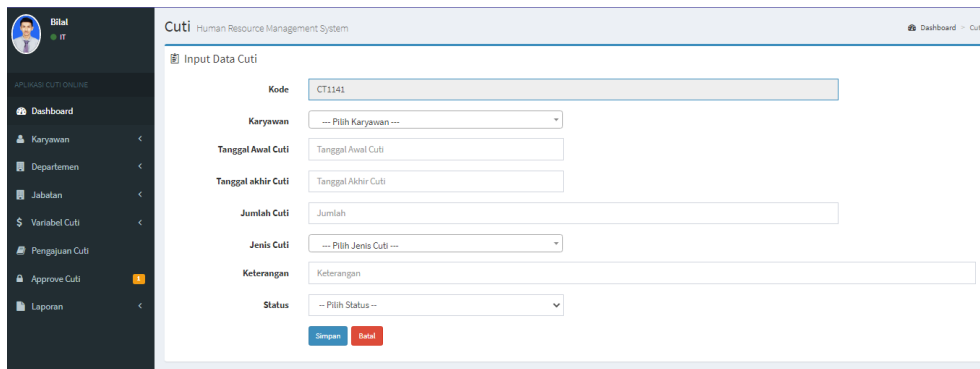 Bilal
IT
Cuti Human Resource Management System
Dashboard > Cut
APLIKASI CUTI ONLINE
Dashboard
Karyawan
Departemen
Jabatan
Variabel Cuti
Pengajuan Cuti
Approve Cuti 1
Laporan
Input Data Cuti
Kode CT1141
Karyawan --- Pilih Karyawan ---
Tanggal Awal Cuti Tanggal Awal Cuti
Tanggal akhir Cuti Tanggal Akhir Cuti
Jumlah Cuti Jumlah
Jenis Cuti --- Pilih Jenis Cuti ---
Keterangan Keterangan
Status -- Pilih Status --
Simpan Batal